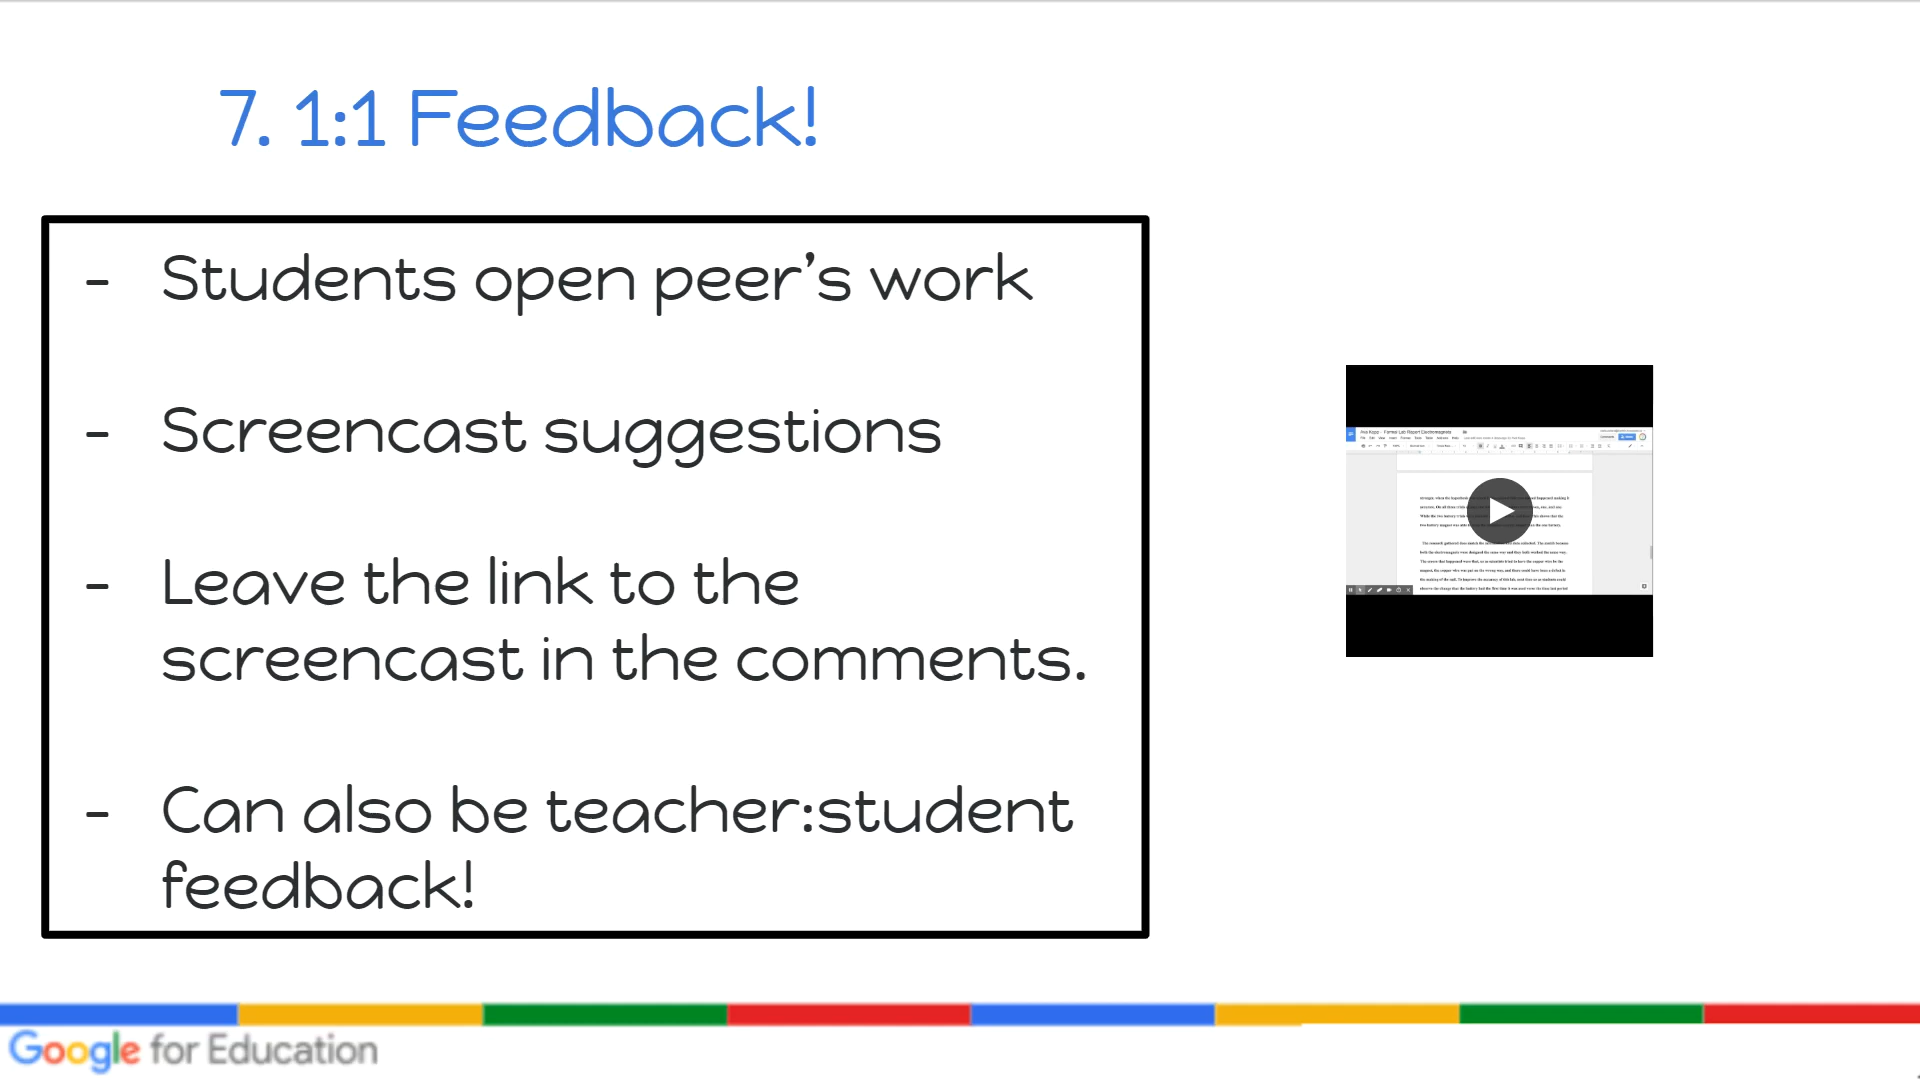 7. 1:1 Feedback!
- Students open peer's work
- Screencast suggestions
- Leave the link to the
screencast in the comments.
- Can also be teacher:student
feedback!
Google for Education